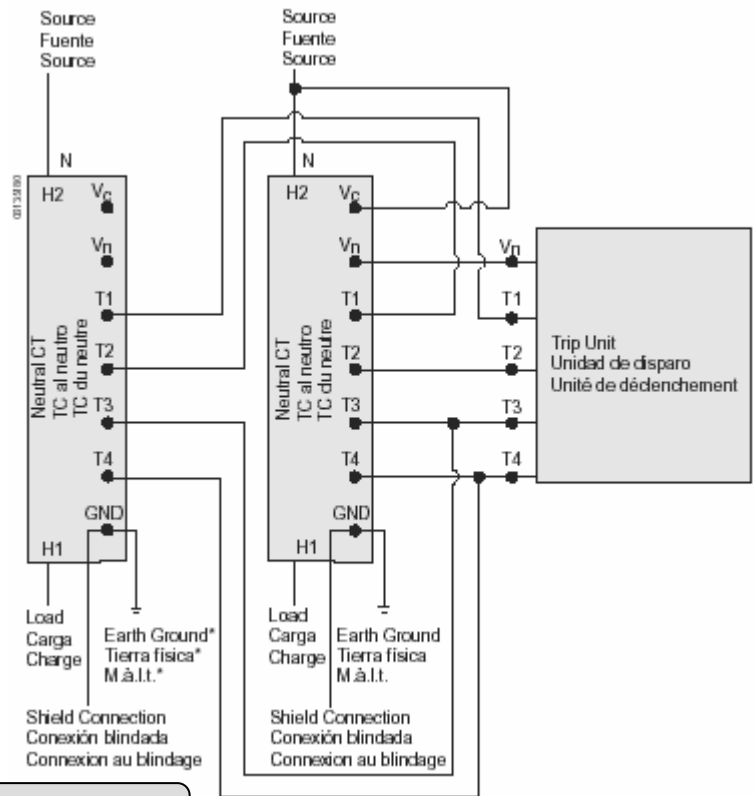 Source
Fuente
Source
Source
Fuente
Source
N
N
H2
Vc
Vn
T1
T2
T3
T4
GND
H1
Neutral CT
TC al neutro
TC du neutre
H2
Vc
Vn
T1
T2
T3
T4
GND
H1
Neutral CT
TC al neutro
TC du neutre
Vn
T1
T2
T3
T4
Trip Unit
Unidad de disparo
Unité de déclenchement
Load
Carga
Charge
Earth Ground*
Tierra física*
M.à.l.t.*
Load
Carga
Charge
Earth Ground
Tierra física
M.à.l.t.
Shield Connection
Conexión blindada
Connexion au blindage
Shield Connection
Conexión blindada
Connexion au blindage